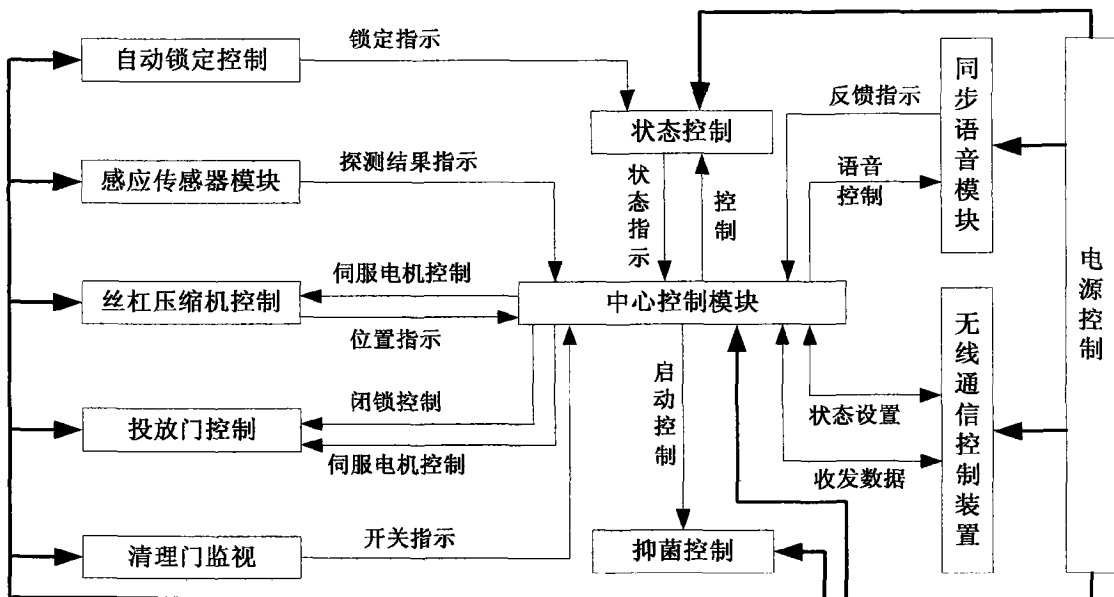 自动锁定控制
锁定指示
状态控制
反馈指示
同步语音模块
感应传感器模块
探测结果指示
状态指示
控制
语音
控制
电源控制
丝杠压缩机控制
伺服电机控制
位置指示
中心控制模块
无线通信控制装置
投放门控制
闭锁控制
伺服电机控制
启动控制
状态设置
收发数据
清理门监视
开关指示
抑菌控制